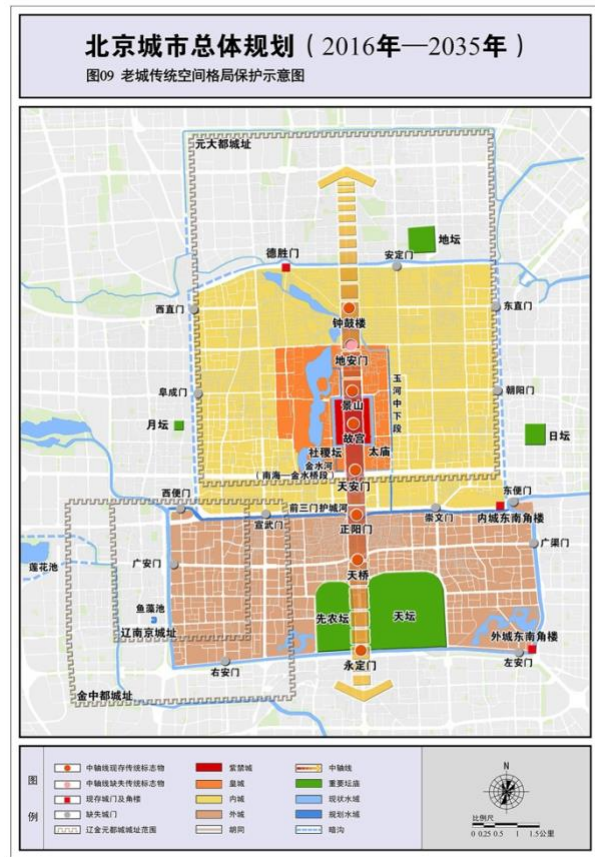 北京城市总体规划（2016年—2035年）
图09 老城传统空间格局保护示意图
元大都城址
地坛
德胜门
安定门
西直门
东直门
钟鼓楼
地安门
玉河中下段
阜成门
朝阳门
景山
月坛
故宫
日坛
社稷坛
太庙
金水河
（南海—金水桥段）
天安门
西便门
东便门
前三门护城河
宣武门
正阳门
崇文门
内城东南角楼
广渠门
莲花池
广安门
天桥
鱼藻池
先农坛
天坛
辽南京城址
外城东南角楼
永定门
右安门
左安门
金中都城址
图例
中轴线现存传统标志物
紫禁城
中轴线
中轴线缺失传统标志物
皇城
重要坛庙
现存城门及角楼
内城
现状水域
缺失城门
外城
规划水域
辽金元都城城址范围
胡同
暗沟
N
比例尺
0 0.25 0.5 1 1.5公里